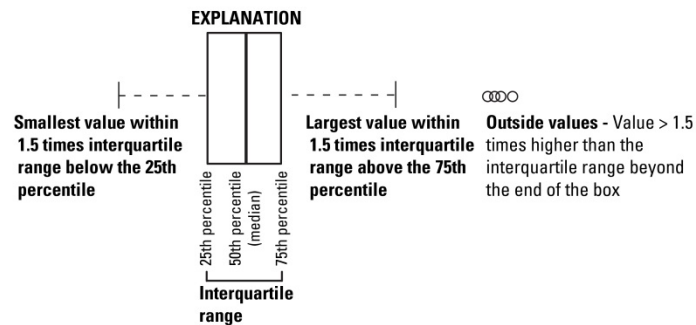 EXPLANATION
Smallest value within
1.5 times interquartile
range below the 25th
percentile
Largest value within
1.5 times interquartile
range above the 75th
percentile
Outside values - Value > 1.5
times higher than the
interquartile range beyond
the end of the box
25th percentile
50th percentile
(median)
75th percentile
Interquartile
range